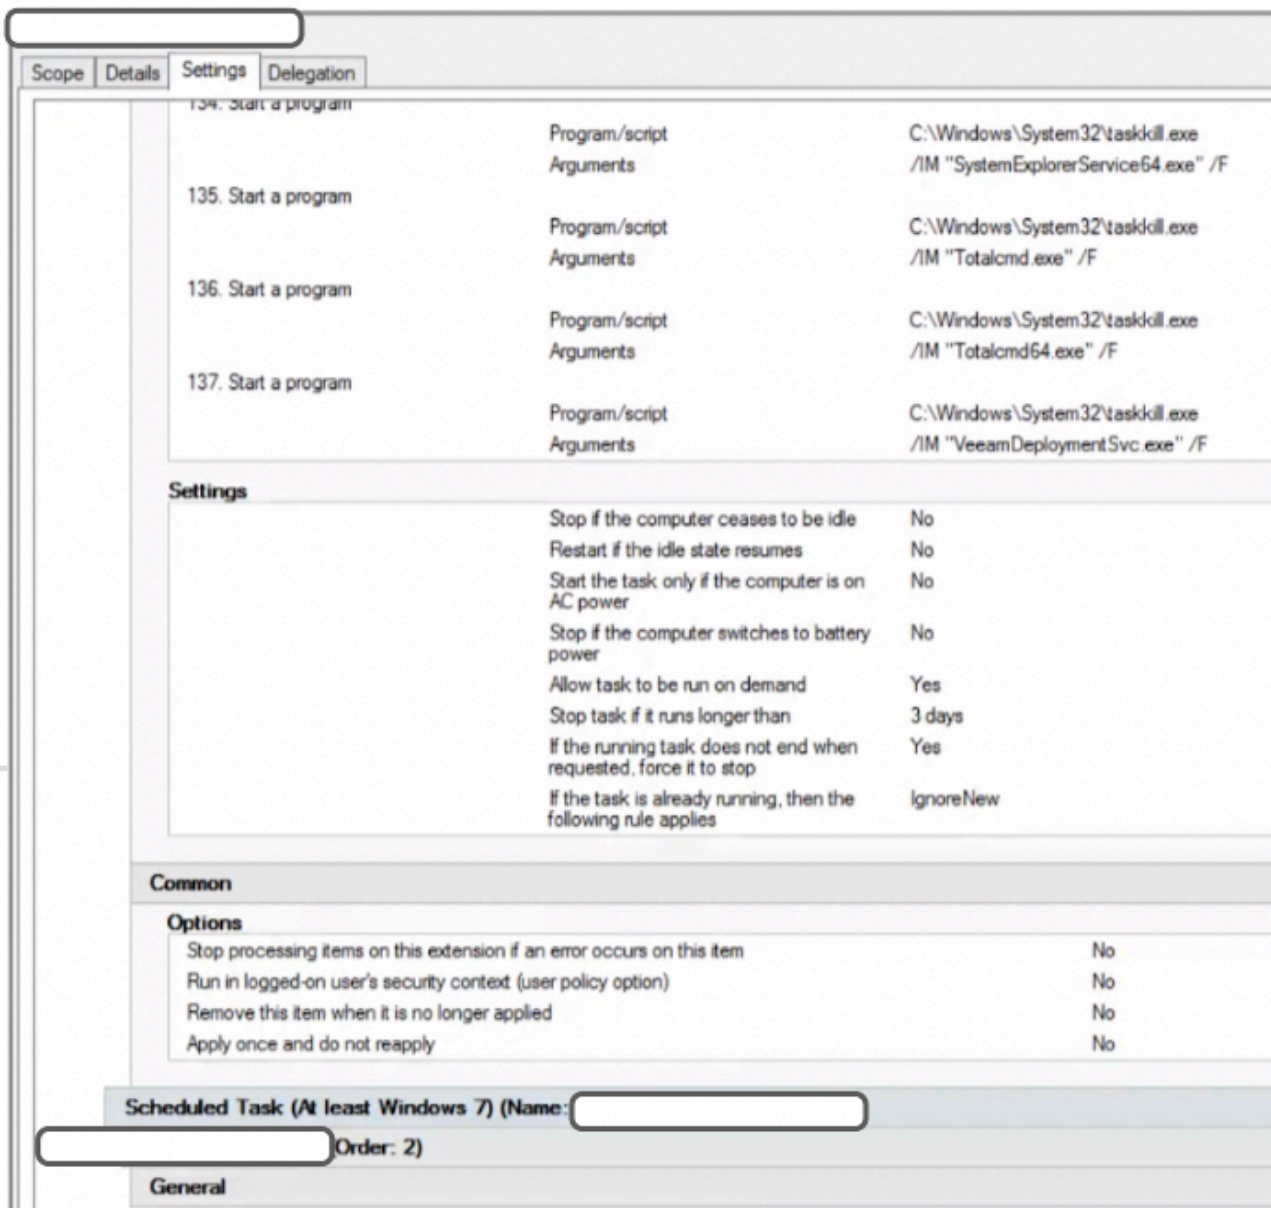 Scope Details Settings Delegation
134. Start a program
Program/script C:\Windows\System32\taskkill.exe
Arguments /IM "SystemExplorerService64.exe" /F
135. Start a program
Program/script C:\Windows\System32\taskkill.exe
Arguments /IM "Totalcmd.exe" /F
136. Start a program
Program/script C:\Windows\System32\taskkill.exe
Arguments /IM "Totalcmd64.exe" /F
137. Start a program
Program/script C:\Windows\System32\taskkill.exe
Arguments /IM "VeeamDeploymentSvc.exe" /F
Settings
Stop if the computer ceases to be idle No
Restart if the idle state resumes No
Start the task only if the computer is on No
AC power
Stop if the computer switches to battery No
power
Allow task to be run on demand Yes
Stop task if it runs longer than 3 days
If the running task does not end when Yes
requested, force it to stop
If the task is already running, then the IgnoreNew
following rule applies
Common
Options
Stop processing items on this extension if an error occurs on this item No
Run in logged-on user's security context (user policy option) No
Remove this item when it is no longer applied No
Apply once and do not reapply No
Scheduled Task (At least Windows 7) (Name:
Order: 2)
General